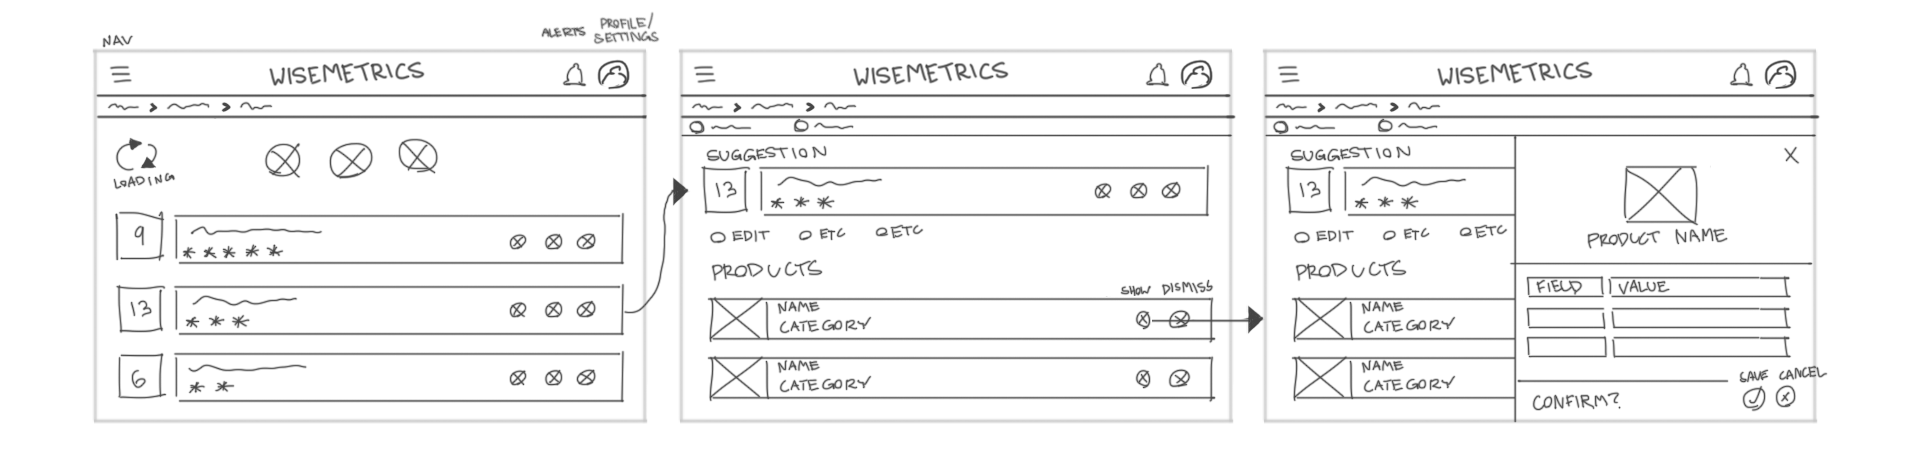 NAV
ALERTS
PROFILE/
SETTINGS
WISEMETRICS
LOADING
9
* * * * *
13
* * *
6
* *
WISEMETRICS
SUGGESTION
13
* * *
EDIT ETC ETC
PRODUCTS
SHOW DISMISS
NAME
CATEGORY
NAME
CATEGORY
WISEMETRICS
SUGGESTION
13
* * *
EDIT ETC ETC
PRODUCTS
NAME
CATEGORY
NAME
CATEGORY
X
PRODUCT NAME
FIELD VALUE
SAVE CANCEL
CONFIRM?